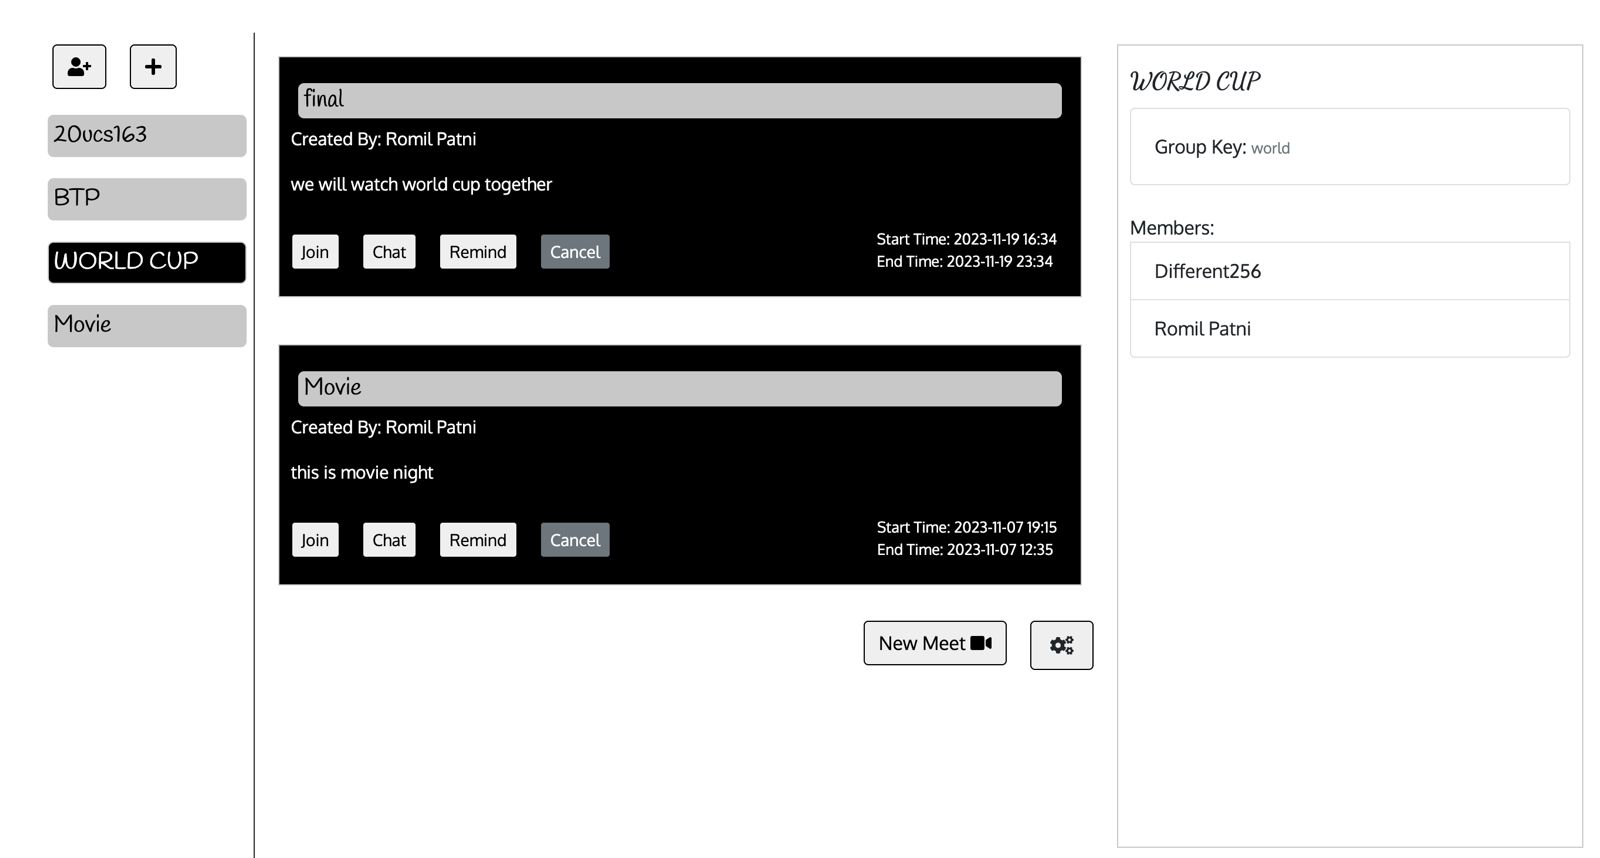 20ucs163
BTP
WORLD CUP
Movie
final
Created By: Romil Patni
we will watch world cup together
Join Chat Remind Cancel
Start Time: 2023-11-19 16:34
End Time: 2023-11-19 23:34
Movie
Created By: Romil Patni
this is movie night
Join Chat Remind Cancel
Start Time: 2023-11-07 19:15
End Time: 2023-11-07 12:35
New Meet
WORLD CUP
Group Key: world
Members:
Different256
Romil Patni